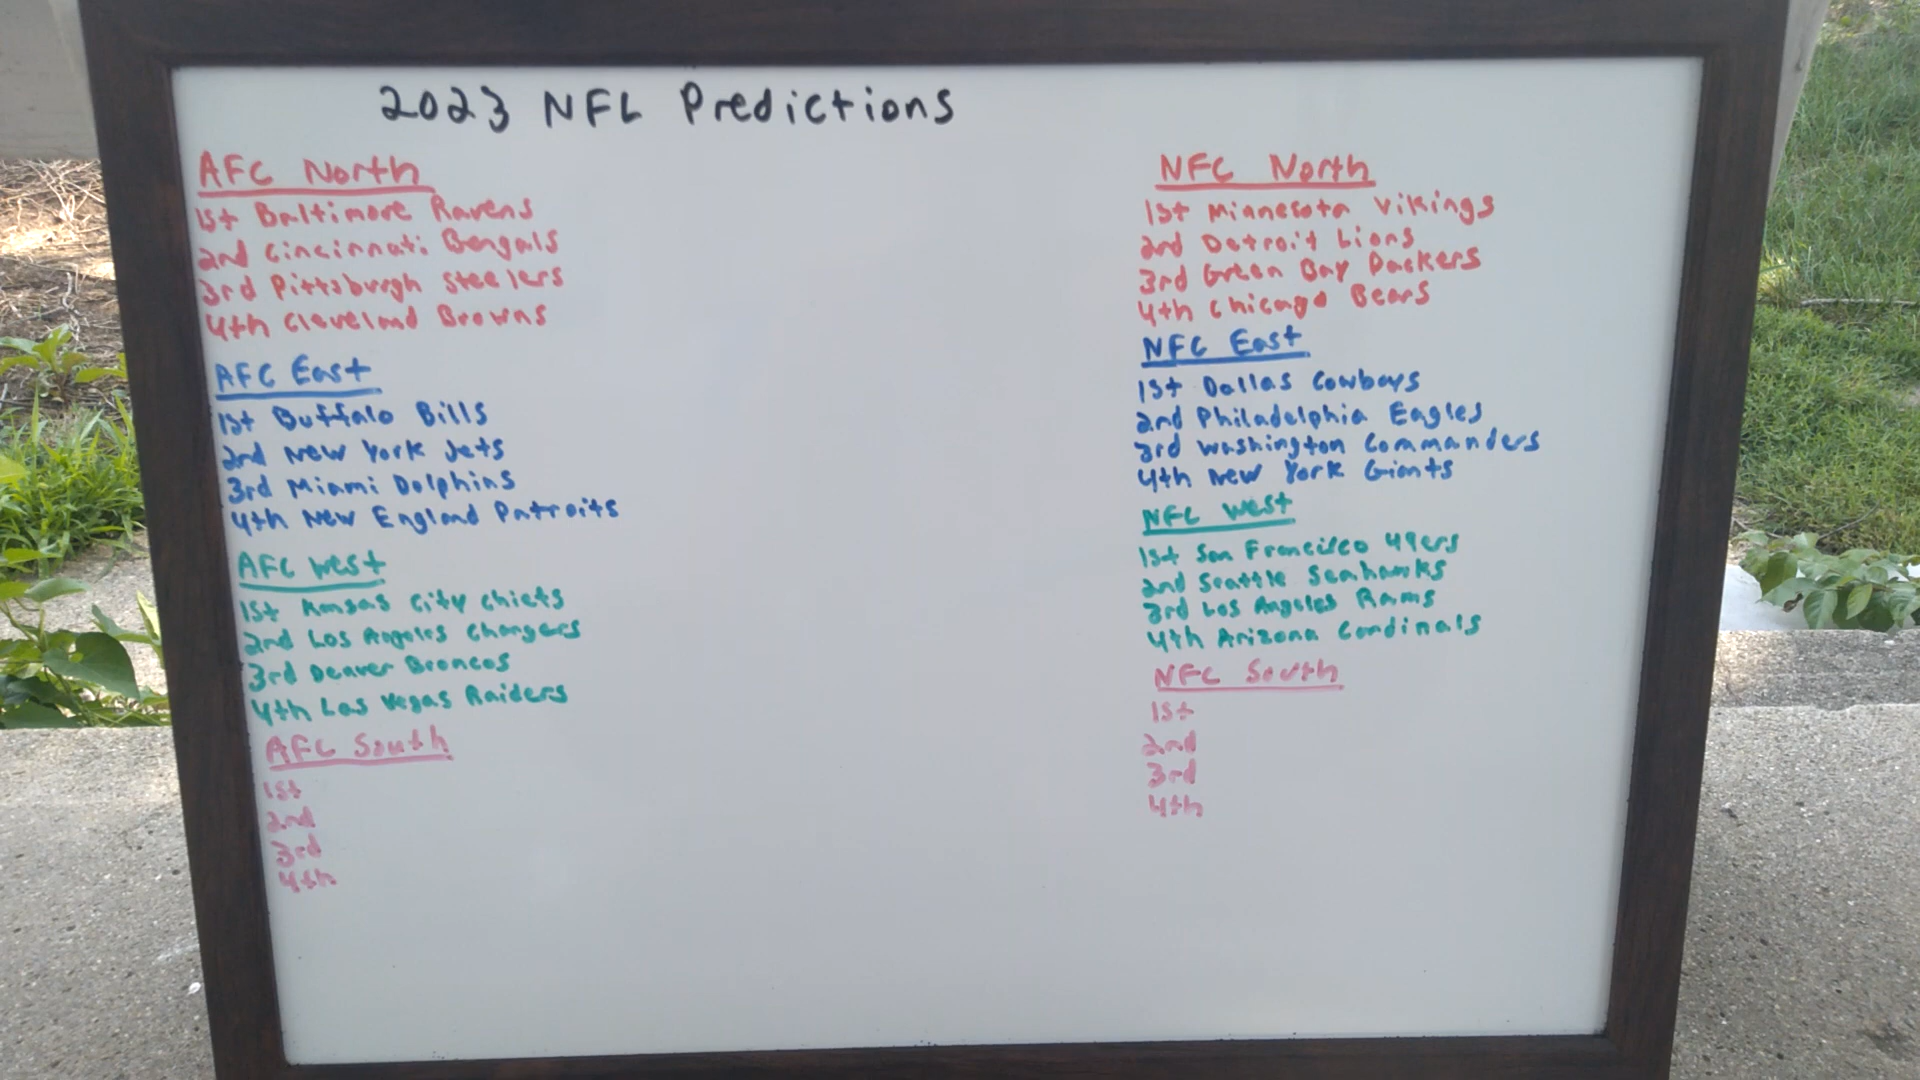 2023 NFL Predictions
AFC North
1st Baltimore Ravens
2nd Cincinnati Bengals
3rd Pittsburgh Steelers
4th Cleveland Browns
AFC East
1st Buffalo Bills
2nd New York Jets
3rd Miami Dolphins
4th New England Patroits
AFC West
1st Kansas City Chiefs
2nd Los Angeles Chargers
3rd Denver Broncos
4th Las Vegas Raiders
AFC South
1st
2nd
3rd
4th
NFC North
1st Minnesota Vikings
2nd Detroit Lions
3rd Green Bay Packers
4th Chicago Bears
NFC East
1st Dallas Cowboys
2nd Philadelphia Eagles
3rd Washington Commanders
4th New York Giants
NFC West
1st San Francisco 49ers
2nd Seattle Seahawks
3rd Los Angeles Rams
4th Arizona Cardinals
NFC South
1st
2nd
3rd
4th